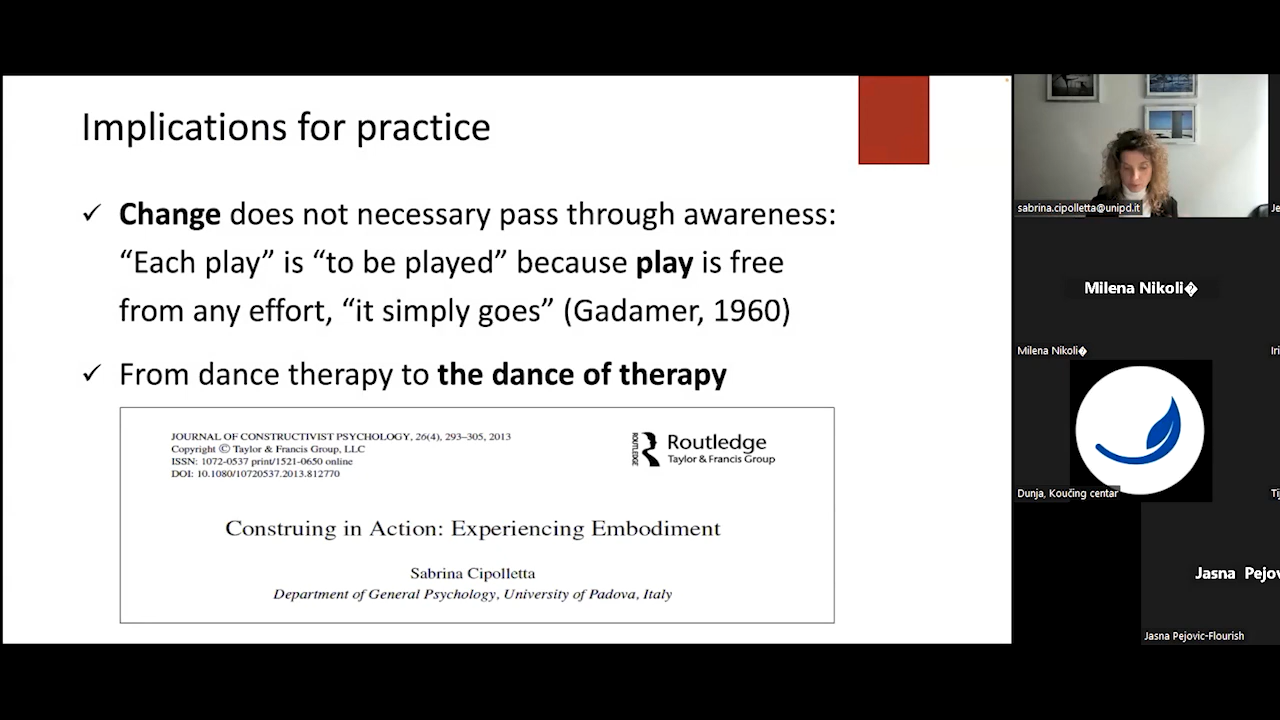 Implications for practice
✓ Change does not necessary pass through awareness:
“Each play” is “to be played” because play is free
from any effort, “it simply goes” (Gadamer, 1960)
✓ From dance therapy to the dance of therapy
JOURNAL OF CONSTRUCTIVIST PSYCHOLOGY, 26(4), 293–305, 2013
Copyright © Taylor & Francis Group, LLC
ISSN: 1072-0537 print/1521-0650 online
DOI: 10.1080/10720537.2013.812770
ROUTLEDGE
Routledge
Taylor & Francis Group
Construing in Action: Experiencing Embodiment
Sabrina Cipolletta
Department of General Psychology, University of Padova, Italy
sabrina.cipolletta@unipd.it
Je
Milena Nikoli�
Milena Nikoli�
Iri
Dunja, Koučing centar
Ti
Jasna Pejov
Jasna Pejovic-Flourish